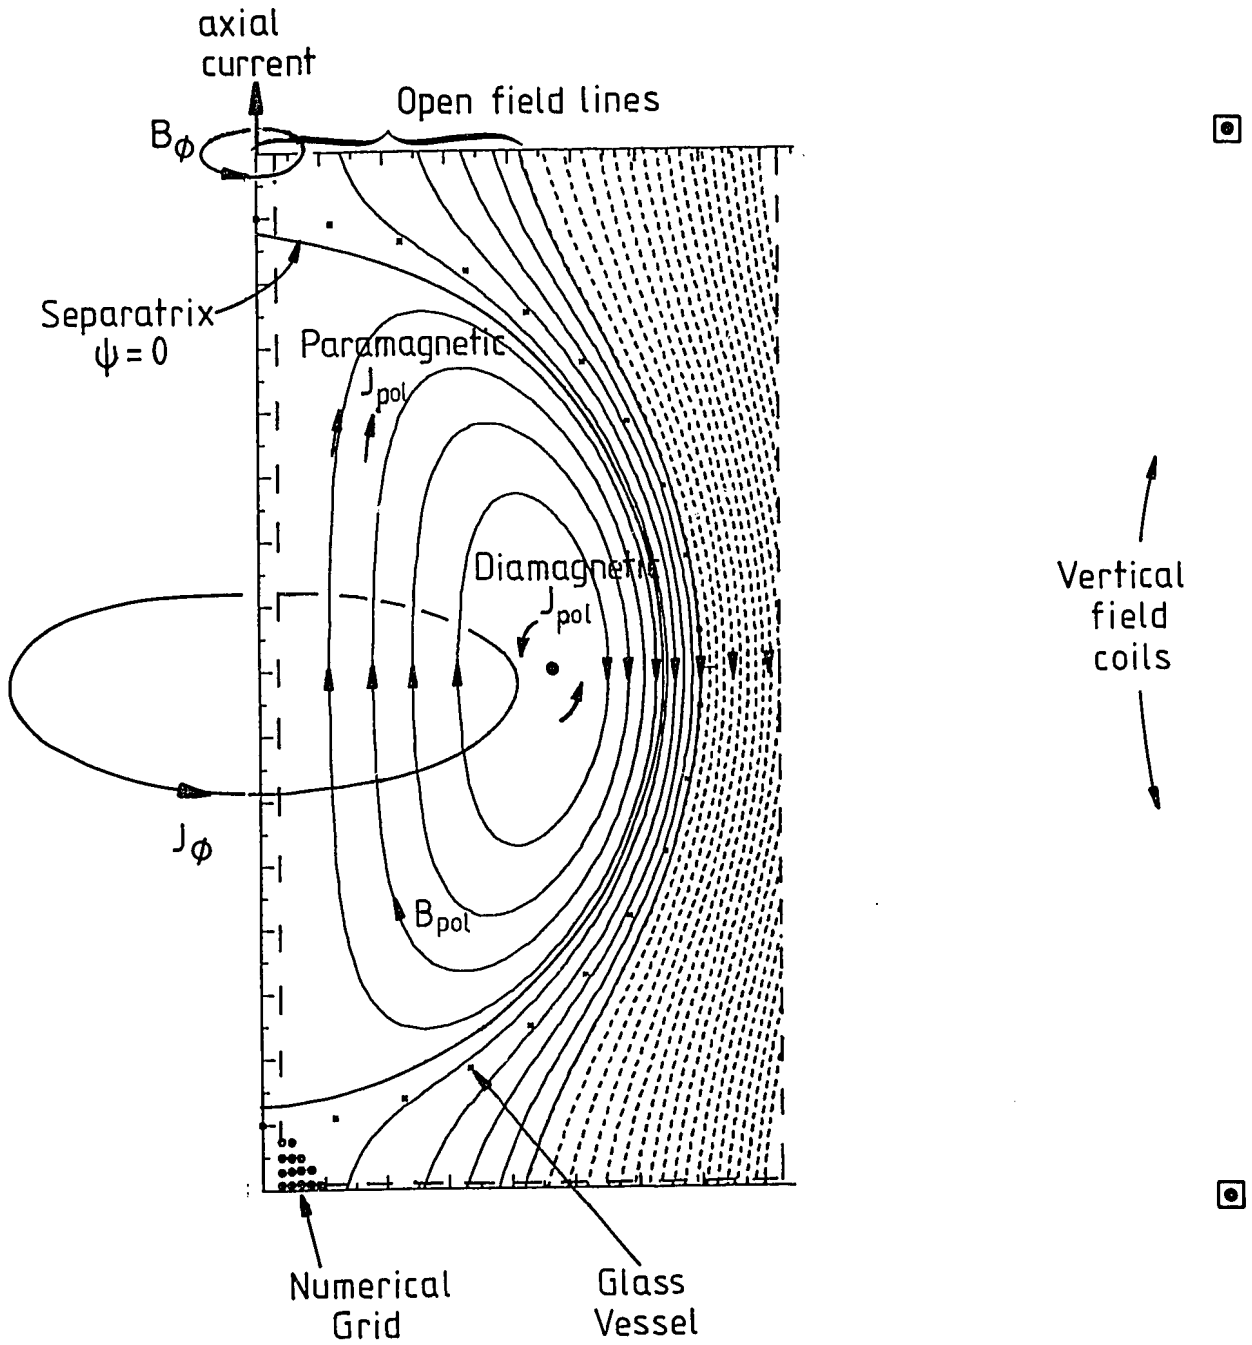 axial
current
Open field lines
Bϕ
Separatrix
ψ = 0
Paramagnetic
Jpol
Diamagnetic
Jpol
Vertical
field
coils
Jϕ
Bpol
Numerical
Grid
Glass
Vessel